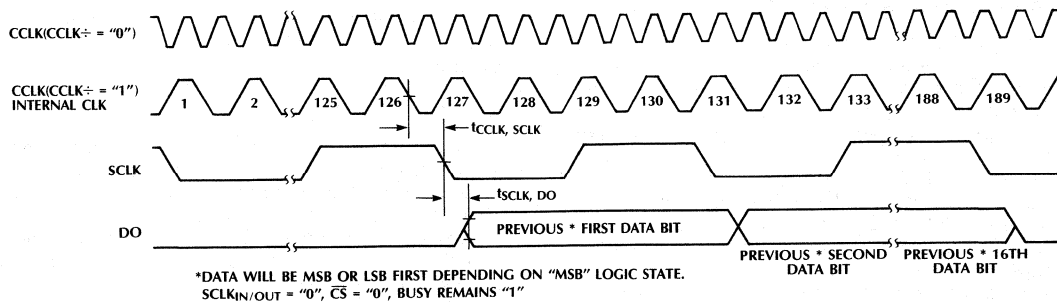 CCLK(CCLK÷ = “0”)
CCLK(CCLK÷ = “1”)
INTERNAL CLK
1 2 125 126 127 128 129 130 131 132 133 188 189
tCCLK, SCLK
SCLK
tSCLK, DO
DO
PREVIOUS * FIRST DATA BIT
PREVIOUS * SECOND DATA BIT
PREVIOUS * 16TH DATA BIT
*DATA WILL BE MSB OR LSB FIRST DEPENDING ON “MSB” LOGIC STATE.
SCLKIN/OUT = “0”, C̅S̅ = “0”, BUSY REMAINS “1”